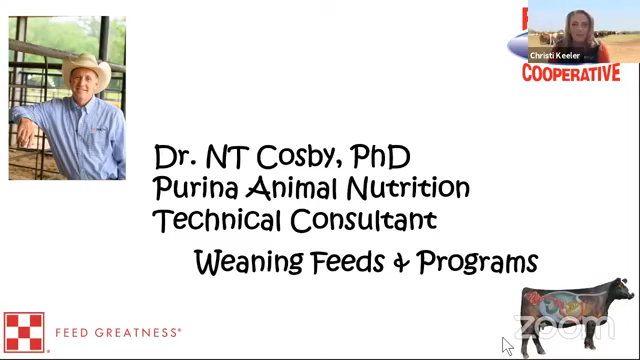 Christi Keeler
COOPERATIVE
Dr. NT Cosby, PhD
Purina Animal Nutrition
Technical Consultant
Weaning Feeds & Programs
FEED GREATNESS®
zoom